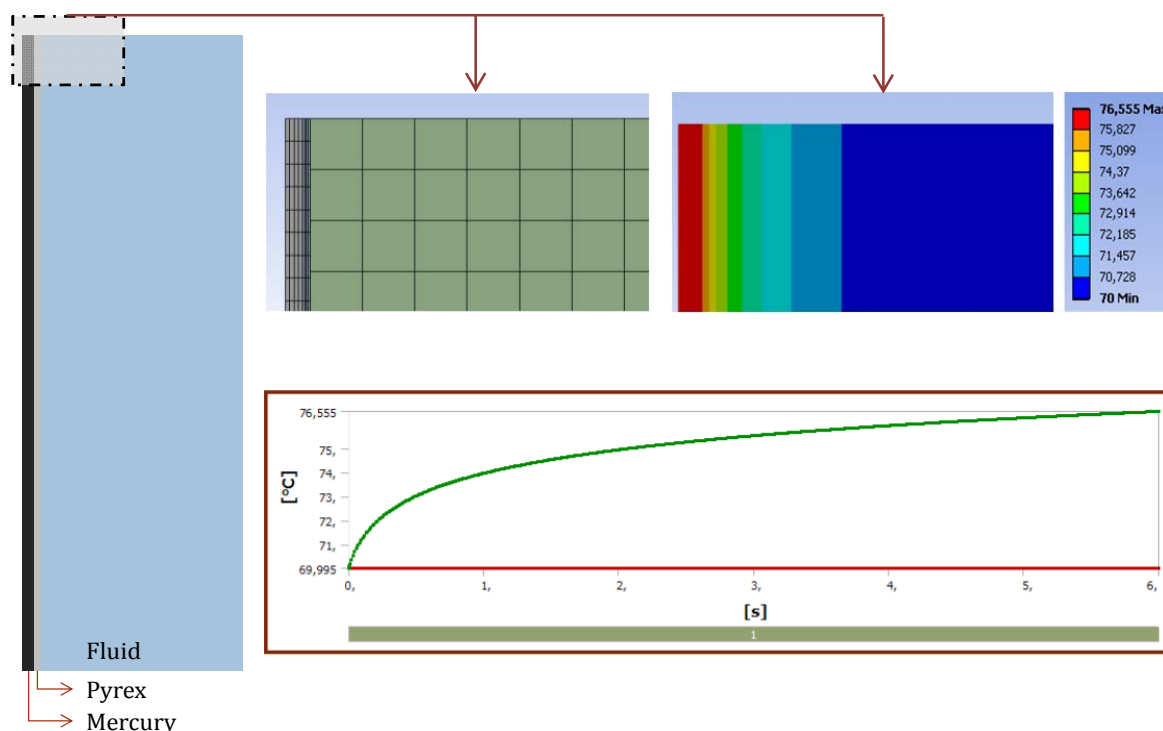 76,555 Max
75,827
75,099
74,37
73,642
72,914
72,185
71,457
70,728
70 Min
76,555
75,
74,
73,
72,
71,
69,995
[°C]
0, 1, 2, 3, 4, 5, 6,
[s]
1
Fluid
Pyrex
Mercury